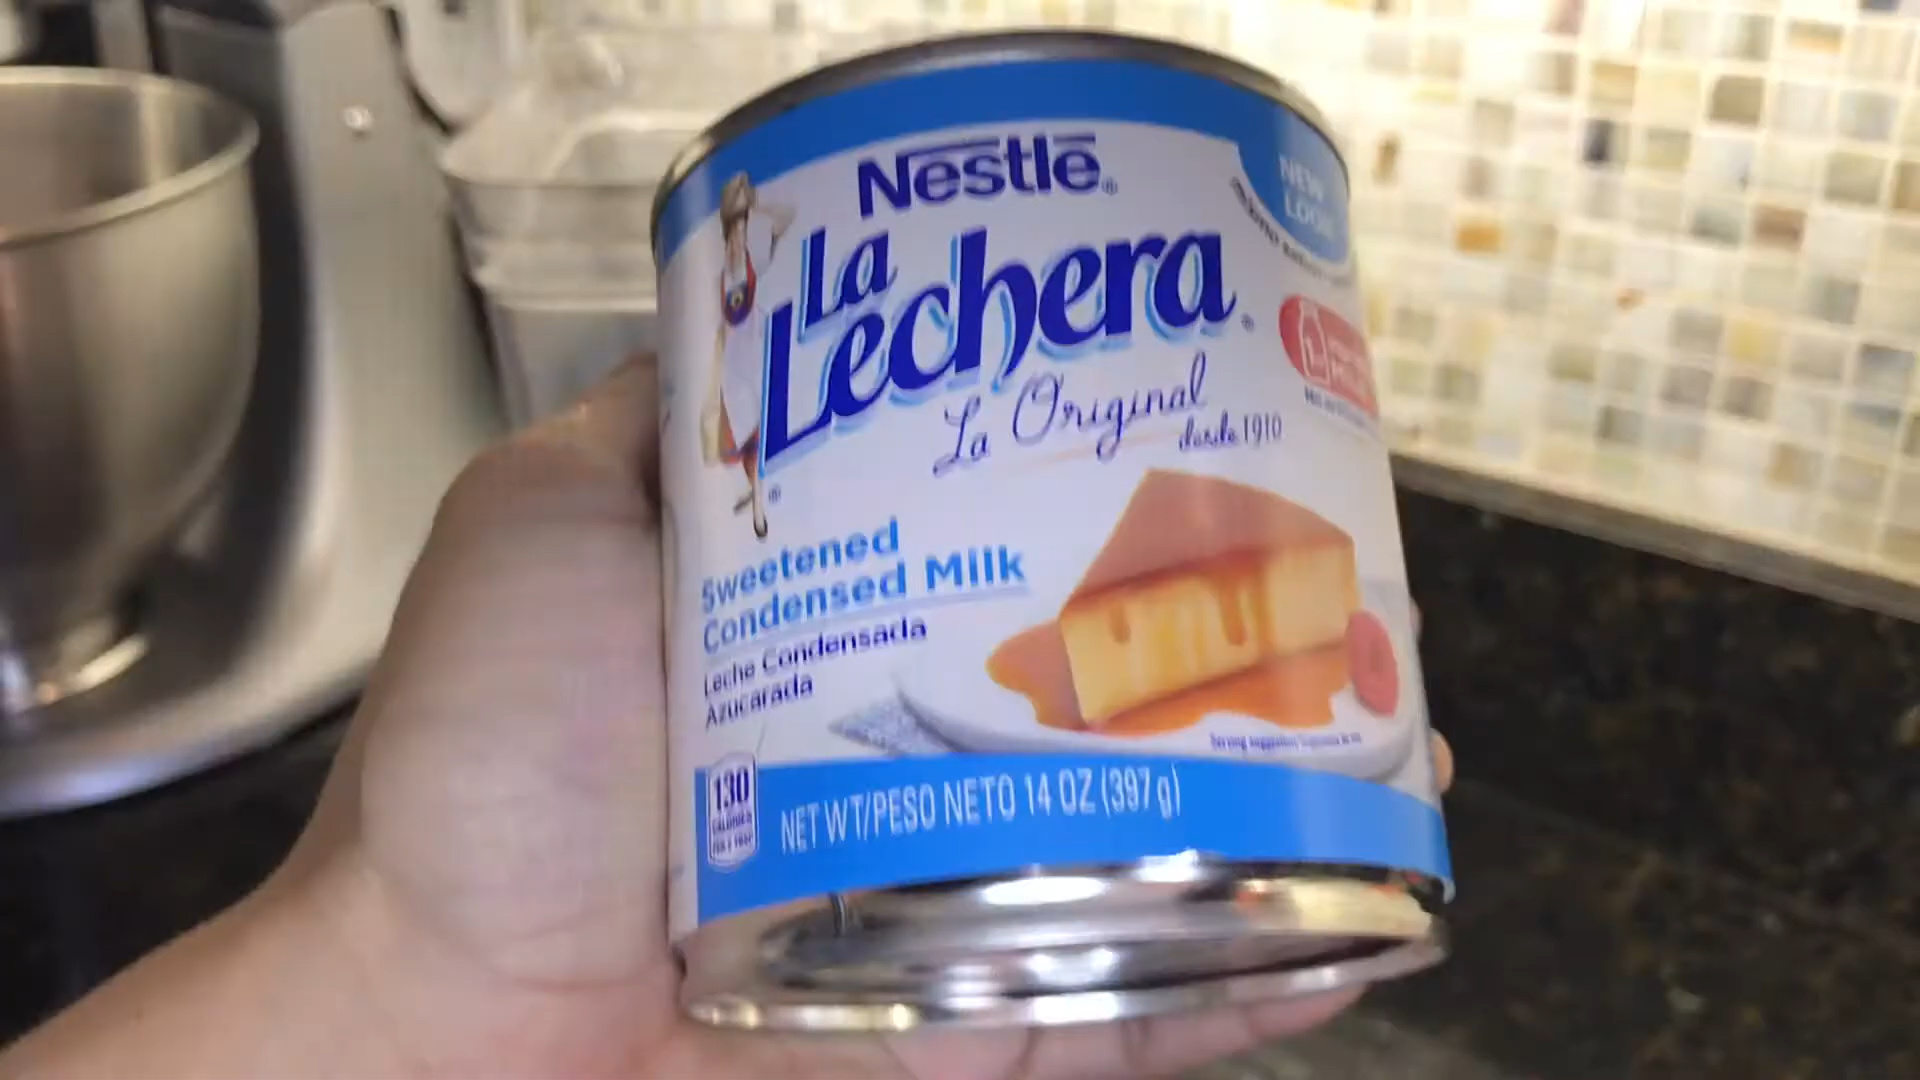 Nestlē®
La
Lechera®
La Original
desde 1910
NEW
LOOK
Sweetened
Condensed Milk
Leche Condensada
Azucarada
130
CALORIES
NET WT/PESO NETO 14 OZ (397 g)